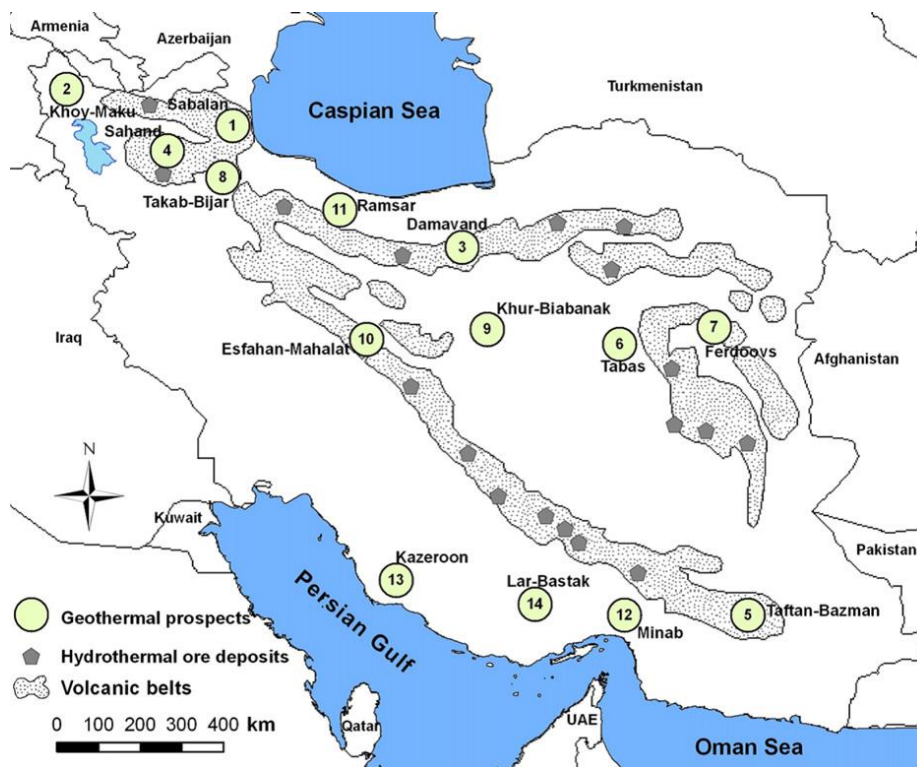 Armenia
Azerbaijan
Turkmenistan
2
Khoy-Maku
Sabalan
1
Caspian Sea
Sahand
4
8
Takab-Bijar
11
Ramsar
Damavand
3
Khur-Biabanak
9
7
Ferdoovs
6
Tabas
10
Esfahan-Mahalat
Iraq
Afghanistan
N
Kuwait
Pakistan
Kazeroon
13
Lar-Bastak
14
12
Minab
5
Taftan-Bazman
Persian Gulf
Geothermal prospects
Hydrothermal ore deposits
Volcanic belts
0 100 200 300 400 km
Qatar
UAE
Oman Sea